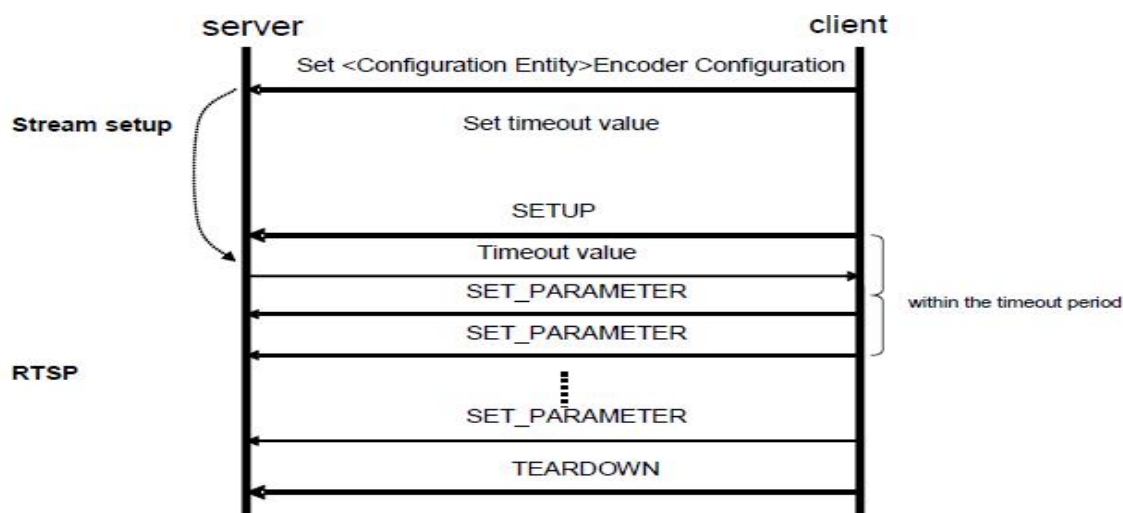 server
client
Set <Configuration Entity>Encoder Configuration
Stream setup
Set timeout value
SETUP
Timeout value
SET_PARAMETER
within the timeout period
SET_PARAMETER
RTSP
SET_PARAMETER
TEARDOWN